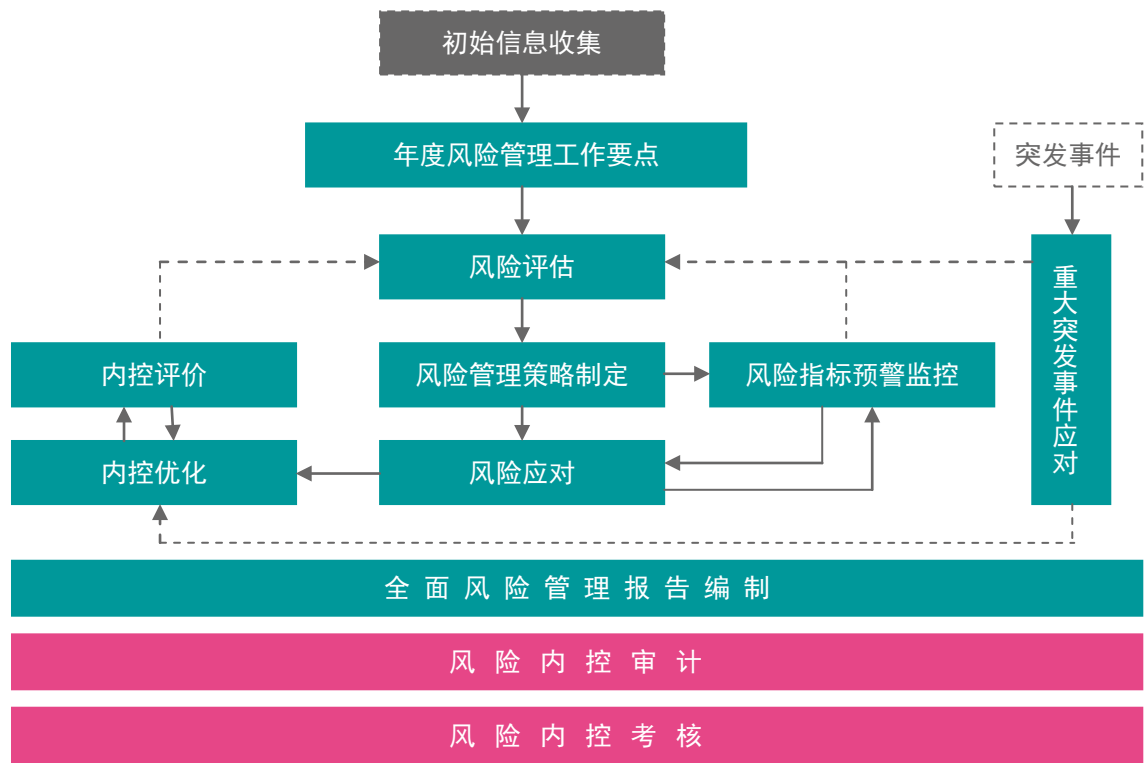 初始信息收集
年度风险管理工作要点
突发事件
风险评估
重大突发事件应对
内控评价
风险管理策略制定
风险指标预警监控
内控优化
风险应对
全面风险管理报告编制
风险内控审计
风险内控考核